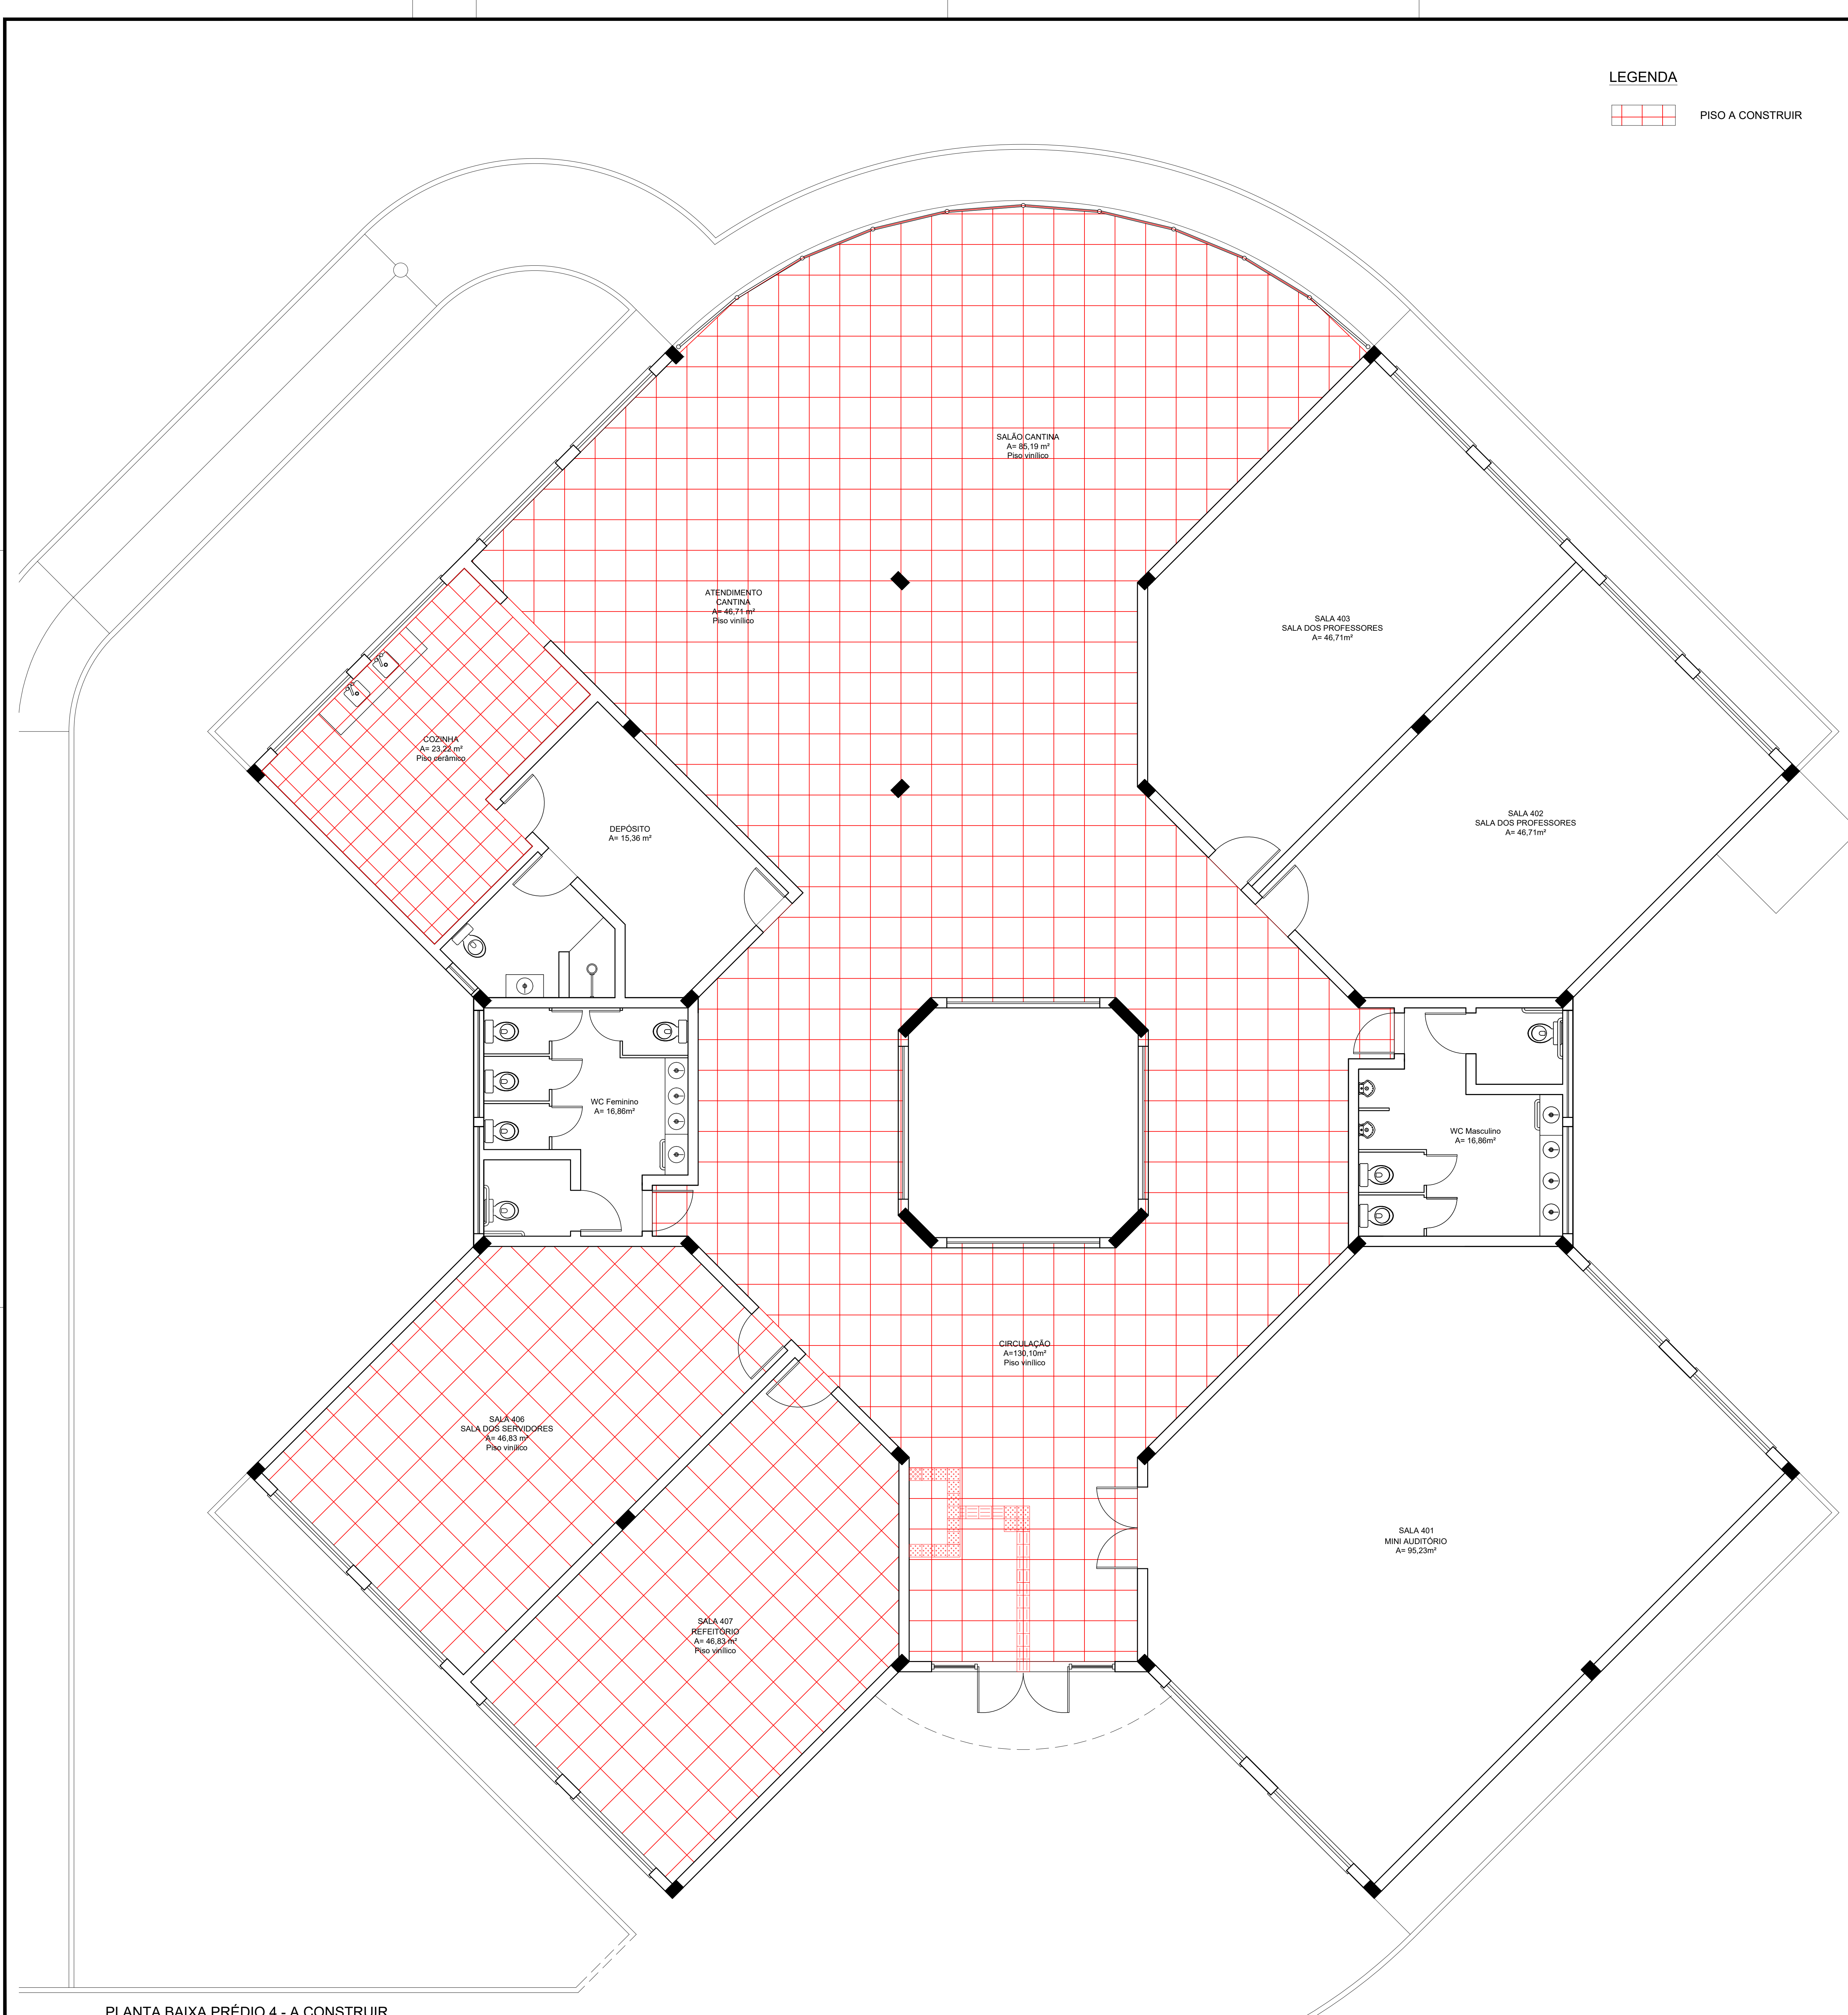 LEGENDA
PISO A CONSTRUIR
SALÃO CANTINA
A= 85,19 m²
Piso vinílico
ATENDIMENTO
CANTINA
A= 46,71 m²
Piso vinílico
SALA 403
SALA DOS PROFESSORES
A= 46,71m²
COZINHA
A= 23,22 m²
Piso cerâmico
DEPÓSITO
A= 15,36 m²
SALA 402
SALA DOS PROFESSORES
A= 46,71m²
WC Feminino
A= 16,86m²
WC Masculino
A= 16,86m²
CIRCULAÇÃO
A=130,10m²
Piso vinílico
SALA 406
SALA DOS SERVIDORES
A= 46,83 m²
Piso vinílico
SALA 401
MINI AUDITÓRIO
A= 95,23m²
SALA 407
REFEITÓRIO
A= 46,83 m²
Piso vinílico
PLANTA BAIXA PRÉDIO 4 - A CONSTRUIR